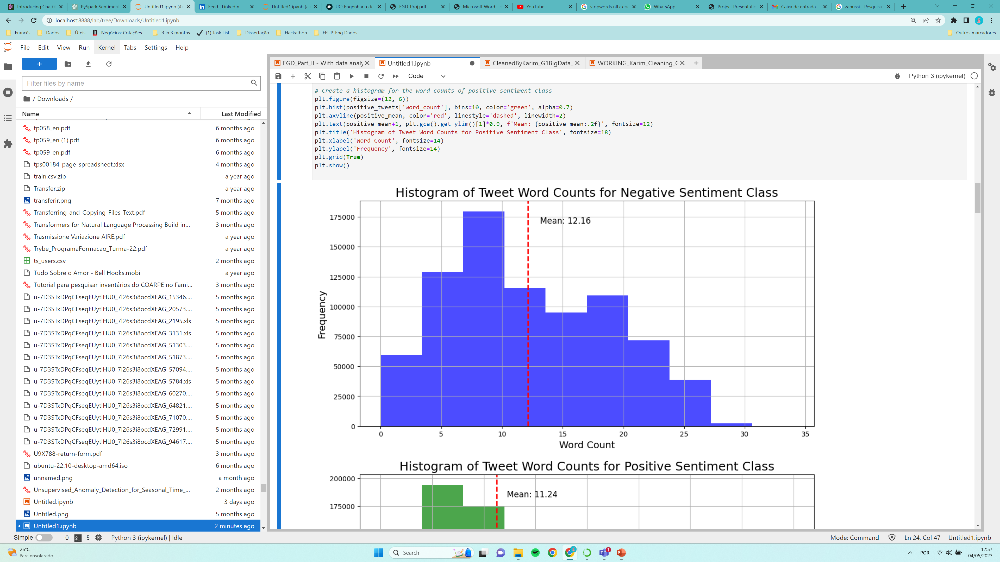 Introducing ChatG
PySpark Sentiment
Untitled1.ipynb (4)
Feed | LinkedIn
Untitled1.ipynb (au
UC: Engenharia de
EGD_Proj.pdf
Microsoft Word - c
YouTube
stopwords nltk eng
WhatsApp
Project Presentatio
Caixa de entrada -
zanussi - Pesquisa
localhost:8888/lab/tree/Downloads/Untitled1.ipynb
Francês
Dados
Úteis
Negócios: Cotações...
R in 3 months
(1) Task List
Dissertação
Hackathon
FEUP_Eng Dados
Outros marcadores
File Edit View Run Kernel Tabs Settings Help
Filter files by name
/ Downloads /
Name Last Modified
tp058_en.pdf 6 months ago
tp059_en (1).pdf 6 months ago
tp059_en.pdf 6 months ago
tps00184_page_spreadsheet.xlsx 4 months ago
train.csv.zip a year ago
Transfer.zip a year ago
transferir.png 7 months ago
Transferring-and-Copying-Files-Text.pdf 5 months ago
Transformers for Natural Language Processing Build in... 3 months ago
Trasmissione Variazione AIRE.pdf a year ago
Trybe_ProgramaFormacao_Turma-22.pdf a year ago
ts_users.csv 2 months ago
Tudo Sobre o Amor - Bell Hooks.mobi a year ago
Tutorial para pesquisar inventários do COARPE no Fami... 3 months ago
u-7D3STxDPqCFseqEUytlHU0_7l26s3i8ocdXEAG_15346.... 5 months ago
u-7D3STxDPqCFseqEUytlHU0_7l26s3i8ocdXEAG_20573.... 5 months ago
u-7D3STxDPqCFseqEUytlHU0_7l26s3i8ocdXEAG_2195.xls 5 months ago
u-7D3STxDPqCFseqEUytlHU0_7l26s3i8ocdXEAG_3131.xls 5 months ago
u-7D3STxDPqCFseqEUytlHU0_7l26s3i8ocdXEAG_51303.... 5 months ago
u-7D3STxDPqCFseqEUytlHU0_7l26s3i8ocdXEAG_51873.... 5 months ago
u-7D3STxDPqCFseqEUytlHU0_7l26s3i8ocdXEAG_57094.... 5 months ago
u-7D3STxDPqCFseqEUytlHU0_7l26s3i8ocdXEAG_5784.xls 5 months ago
u-7D3STxDPqCFseqEUytlHU0_7l26s3i8ocdXEAG_60270.... 5 months ago
u-7D3STxDPqCFseqEUytlHU0_7l26s3i8ocdXEAG_64821.... 5 months ago
u-7D3STxDPqCFseqEUytlHU0_7l26s3i8ocdXEAG_71070.... 5 months ago
u-7D3STxDPqCFseqEUytlHU0_7l26s3i8ocdXEAG_72991.... 5 months ago
u-7D3STxDPqCFseqEUytlHU0_7l26s3i8ocdXEAG_94617.... 5 months ago
U9X788-return-form.pdf 3 months ago
ubuntu-22.10-desktop-amd64.iso 6 months ago
unnamed.png a month ago
Unsupervised_Anomaly_Detection_for_Seasonal_Time_... 2 months ago
Untitled.ipynb 3 days ago
Untitled.png 5 months ago
Untitled1.ipynb 2 minutes ago
EGD_Part_II - With data analy
Untitled1.ipynb
CleanedByKarim_G1BigData_
WORKING_Karim_Cleaning_G
Code
Python 3 (ipykernel)
# Create a histogram for the word counts of positive sentiment class
plt.figure(figsize=(12, 6))
plt.hist(positive_tweets['word_count'], bins=10, color='green', alpha=0.7)
plt.axvline(positive_mean, color='red', linestyle='dashed', linewidth=2)
plt.text(positive_mean+1, plt.gca().get_ylim()[1]*0.9, f'Mean: {positive_mean:.2f}', fontsize=12)
plt.title('Histogram of Tweet Word Counts for Positive Sentiment Class', fontsize=18)
plt.xlabel('Word Count', fontsize=14)
plt.ylabel('Frequency', fontsize=14)
plt.grid(True)
plt.show()
Histogram of Tweet Word Counts for Negative Sentiment Class
175000
150000
125000
100000
75000
50000
25000
0
Frequency
Mean: 12.16
0 5 10 15 20 25 30 35
Word Count
Histogram of Tweet Word Counts for Positive Sentiment Class
200000
175000
Mean: 11.24
Simple 0 $_ 5 Python 3 (ipykernel) | Idle
Mode: Command Ln 24, Col 47 Untitled1.ipynb
26°C
Parc ensolarado
Search
1
POR
17:57
04/05/2023